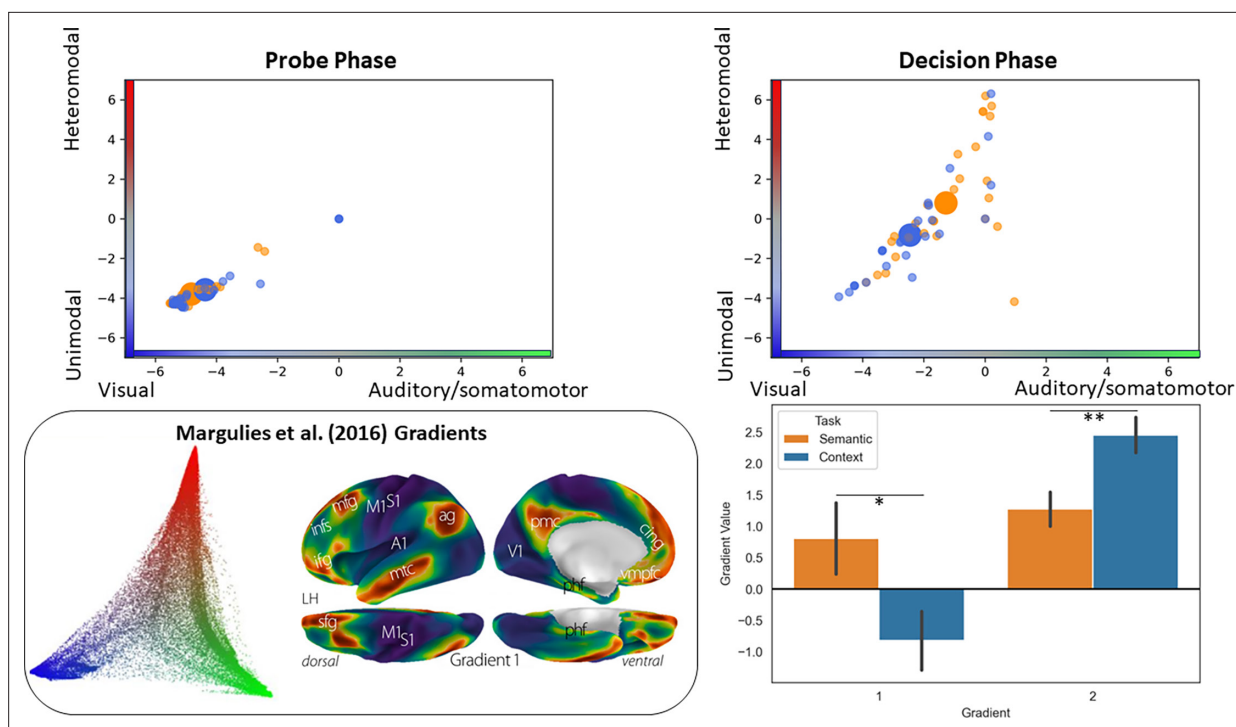 Probe Phase
Heteromodal
Unimodal
6
4
2
0
−2
−4
−6
−6 −4 −2 0 2 4 6
Visual Auditory/somatomotor
Decision Phase
Heteromodal
Unimodal
6
4
2
0
−2
−4
−6
−6 −4 −2 0 2 4 6
Visual Auditory/somatomotor
Margulies et al. (2016) Gradients
mfg
infs
ifg
M1 S1
A1
ag
mtc
LH
pmc
V1
cing
vmpfc
phf
sfg
M1 S1
phf
dorsal Gradient 1 ventral
Task
Semantic
Context
*
**
Gradient Value
2.5
2.0
1.5
1.0
0.5
0.0
−0.5
−1.0
1 2
Gradient